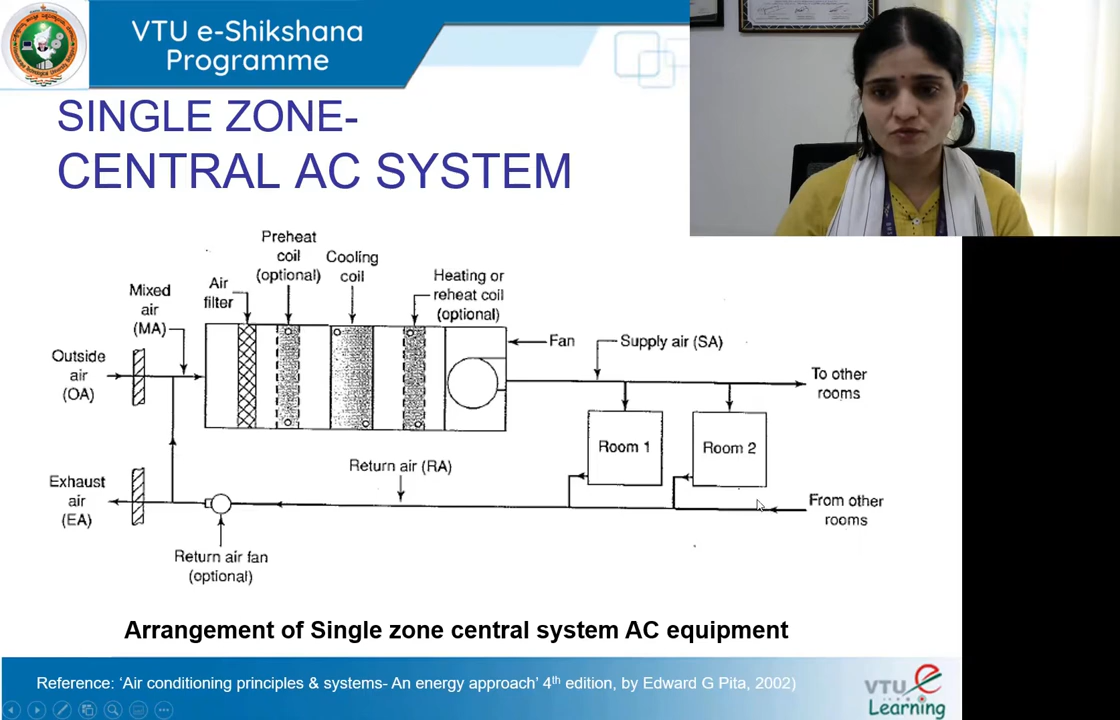 VTU e-Shikshana
Programme
SINGLE ZONE-
CENTRAL AC SYSTEM
Preheat
coil
(optional)
Cooling
coil
Air
filter
Heating or
reheat coil
(optional)
Mixed
air
(MA)
Fan
Supply air (SA)
Outside
air
(OA)
To other
rooms
Room 1
Room 2
Return air (RA)
Exhaust
air
(EA)
From other
rooms
Return air fan
(optional)
Arrangement of Single zone central system AC equipment
Reference: ‘Air conditioning principles & systems- An energy approach’ 4th edition, by Edward G Pita, 2002)
VTU e
Learning